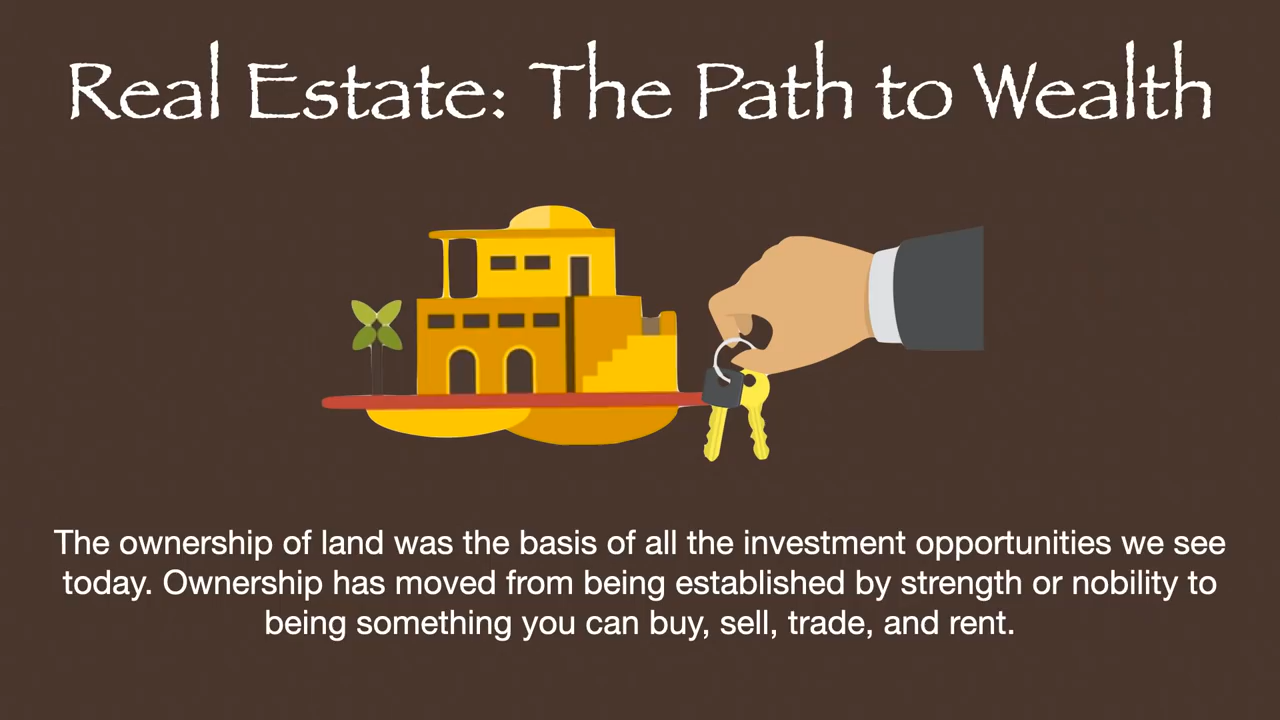 Real Estate: The Path to Wealth
The ownership of land was the basis of all the investment opportunities we see
today. Ownership has moved from being established by strength or nobility to
being something you can buy, sell, trade, and rent.